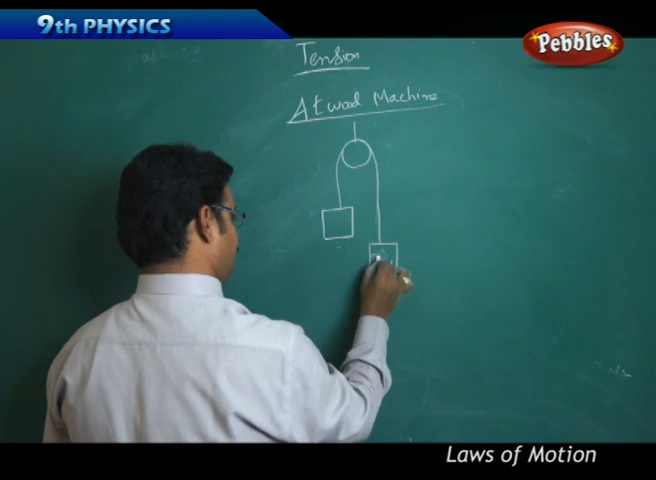 9th PHYSICS
Pebbles
Tension
Atwood Machine
Laws of Motion